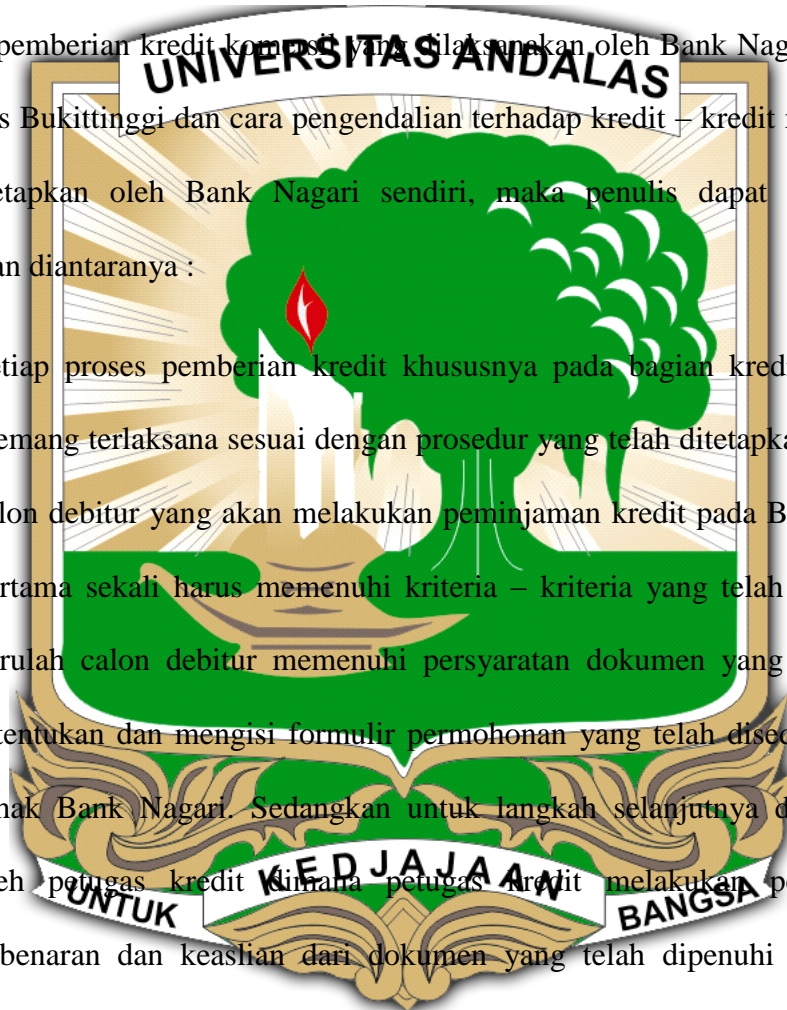 UNIVERSITAS ANDALAS
pemberian kredit komersil yang dilaksanakan oleh Bank Nag
s Bukittinggi dan cara pengendalian terhadap kredit – kredit
etapkan oleh Bank Nagari sendiri, maka penulis dapat
an diantaranya :
etiap proses pemberian kredit khususnya pada bagian kredi
emang terlaksana sesuai dengan prosedur yang telah ditetapka
lon debitur yang akan melakukan peminjaman kredit pada B
rtama sekali harus memenuhi kriteria – kriteria yang telah
rulah calon debitur memenuhi persyaratan dokumen yang
tentukan dan mengisi formulir permohonan yang telah dised
hak Bank Nagari. Sedangkan untuk langkah selanjutnya d
eh petugas kredit dimana petugas kredit melakukan pe
benaran dan keaslian dari dokumen yang telah dipenuhi
UNTUK KEDJAJAAN BANGSA